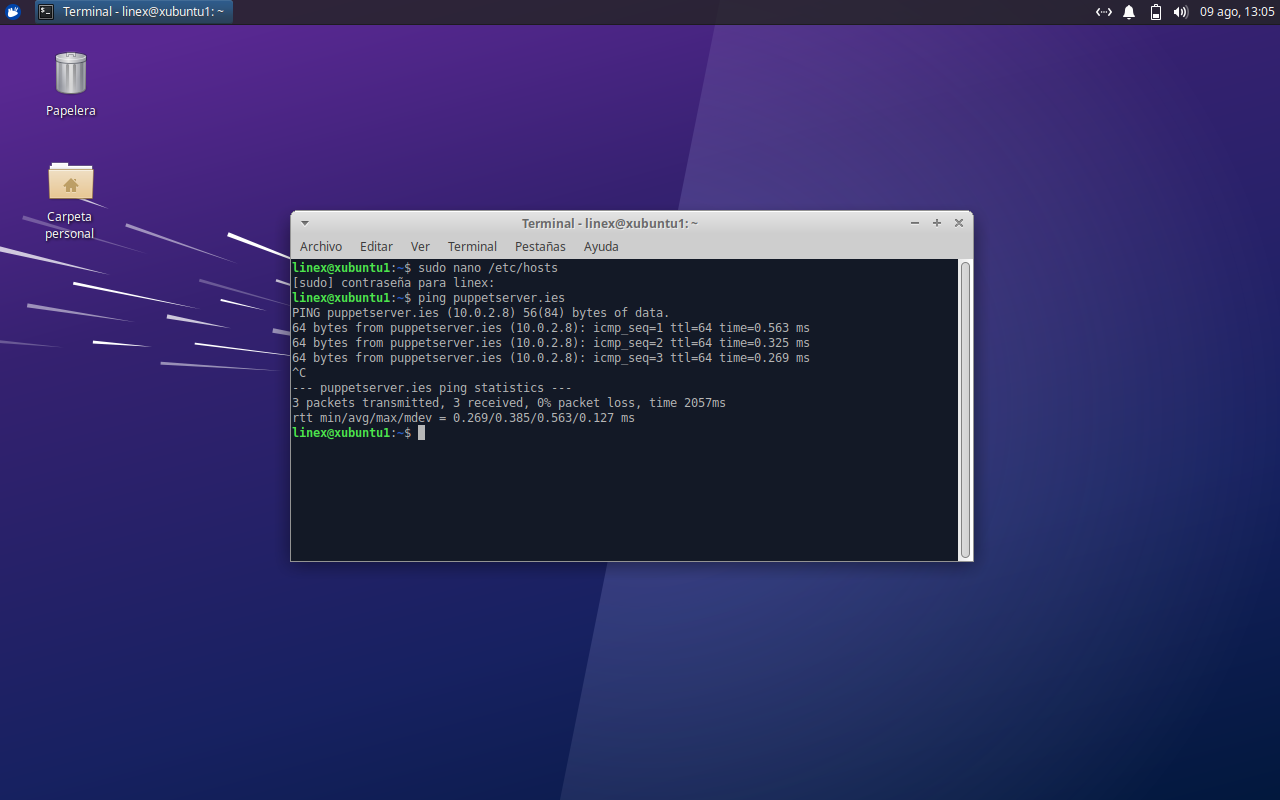 Terminal - linex@xubuntu1: ~
09 ago, 13:05
Papelera
Carpeta
personal
Terminal - linex@xubuntu1: ~
Archivo Editar Ver Terminal Pestañas Ayuda
linex@xubuntu1:~$ sudo nano /etc/hosts
[sudo] contraseña para linex:
linex@xubuntu1:~$ ping puppetserver.ies
PING puppetserver.ies (10.0.2.8) 56(84) bytes of data.
64 bytes from puppetserver.ies (10.0.2.8): icmp_seq=1 ttl=64 time=0.563 ms
64 bytes from puppetserver.ies (10.0.2.8): icmp_seq=2 ttl=64 time=0.325 ms
64 bytes from puppetserver.ies (10.0.2.8): icmp_seq=3 ttl=64 time=0.269 ms
^C
--- puppetserver.ies ping statistics ---
3 packets transmitted, 3 received, 0% packet loss, time 2057ms
rtt min/avg/max/mdev = 0.269/0.385/0.563/0.127 ms
linex@xubuntu1:~$